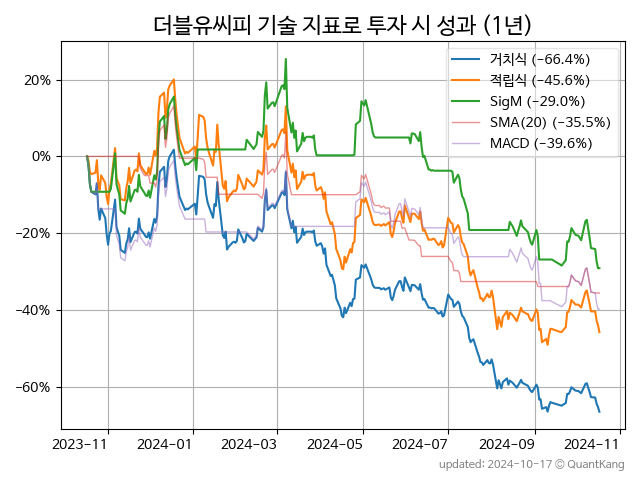 더블유씨피 기술 지표로 투자 시 성과 (1년)
거치식 (−66.4%)
적립식 (−45.6%)
SigM (−29.0%)
SMA(20) (−35.5%)
MACD (−39.6%)
20%
0%
−20%
−40%
−60%
2023-11 2024-01 2024-03 2024-05 2024-07 2024-09 2024-11
updated: 2024-10-17 © QuantKang